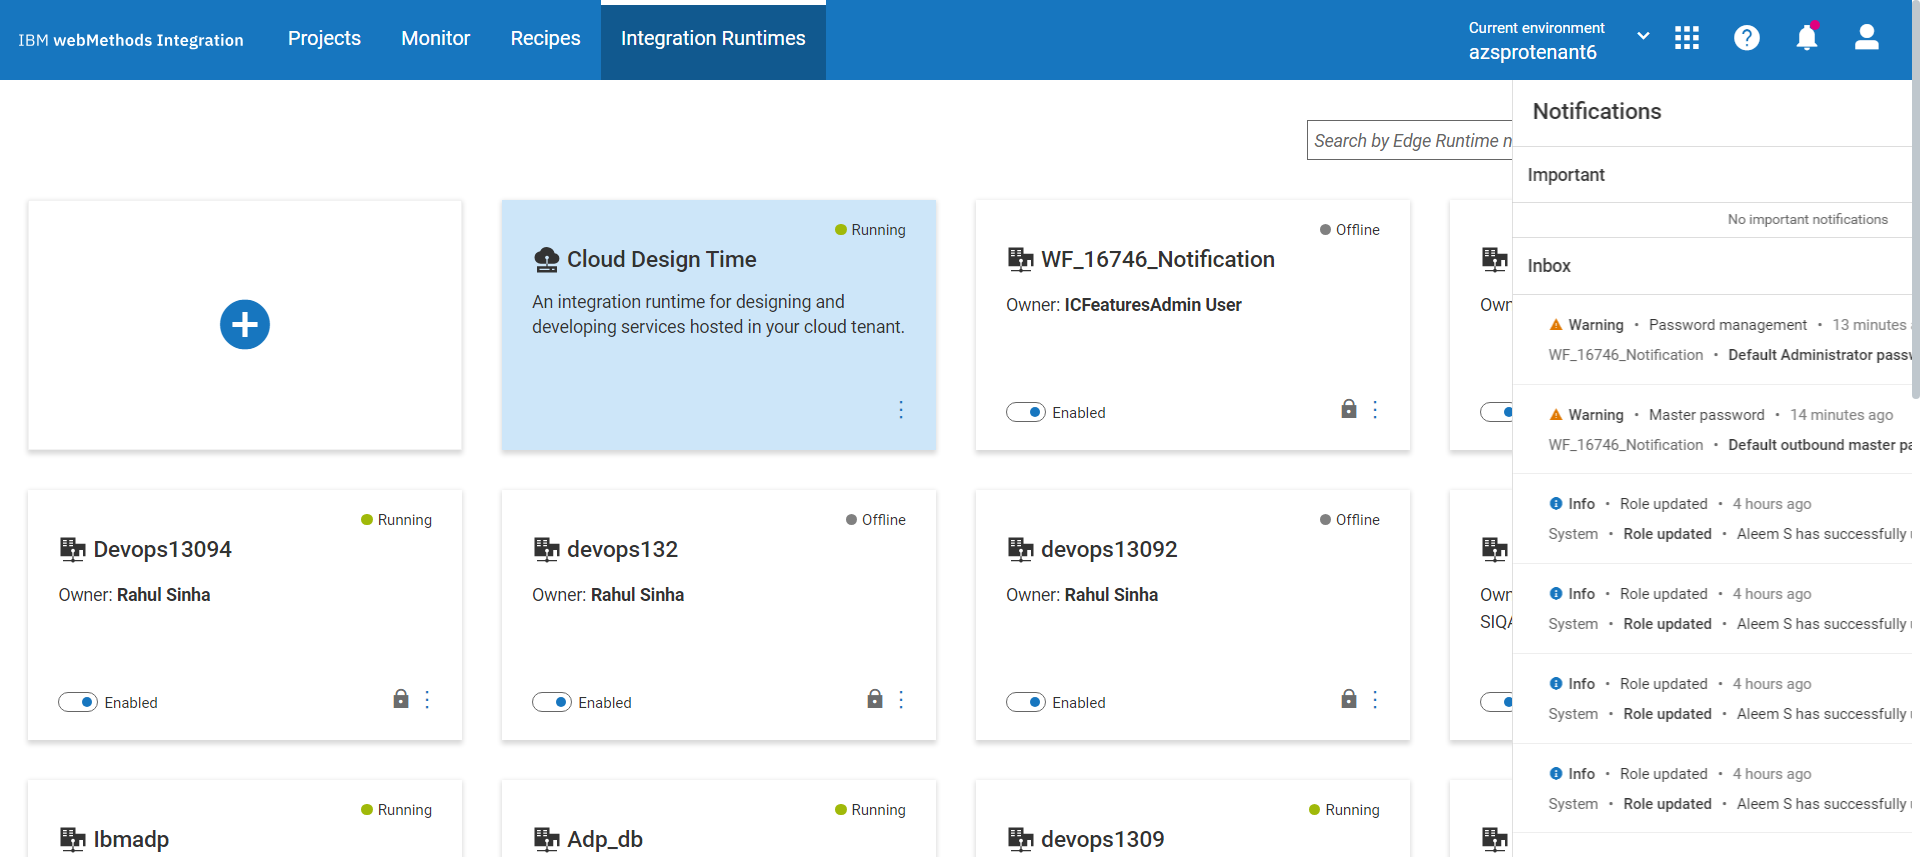 IBM webMethods Integration
Projects
Monitor
Recipes
Integration Runtimes
Current environment
azsprotenant6
Search by Edge Runtime n
Running
Cloud Design Time
An integration runtime for designing and
developing services hosted in your cloud tenant.
Offline
WF_16746_Notification
Owner: ICFeaturesAdmin User
Enabled
Own
Running
Devops13094
Owner: Rahul Sinha
Enabled
Offline
devops132
Owner: Rahul Sinha
Enabled
Offline
devops13092
Owner: Rahul Sinha
Enabled
Own
SIQA
Running
Ibmadp
Running
Adp_db
Running
devops1309
Notifications
Important
No important notifications
Inbox
Warning • Password management • 13 minutes
WF_16746_Notification • Default Administrator passw
Warning • Master password • 14 minutes ago
WF_16746_Notification • Default outbound master pa
Info • Role updated • 4 hours ago
System • Role updated • Aleem S has successfully
Info • Role updated • 4 hours ago
System • Role updated • Aleem S has successfully
Info • Role updated • 4 hours ago
System • Role updated • Aleem S has successfully
Info • Role updated • 4 hours ago
System • Role updated • Aleem S has successfully